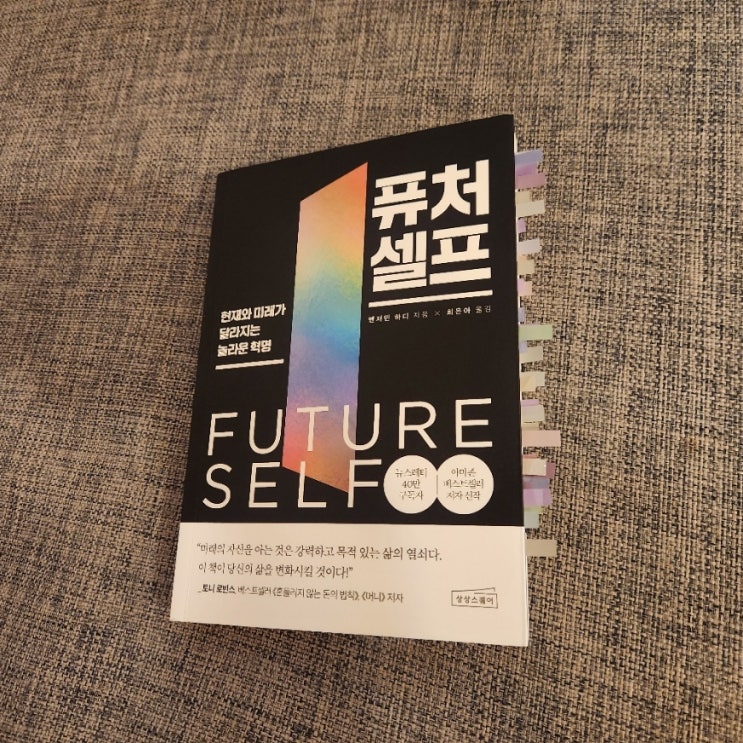 퓨처
셀프
벤저민 하디 지음 × 최은아 옮김
현재와 미래가
달라지는
놀라운 혁명
FUTURE
SELF
뉴스레터
40만
구독자
아마존
베스트셀러
저자 신작
"미래의 자신을 아는 것은 강력하고 목적 있는 삶의 열쇠다.
이 책이 당신의 삶을 변화시킬 것이다!"
_토니 로빈스, 베스트셀러 《흔들리지 않는 돈의 법칙》, 《머니》 저자
상상스퀘어